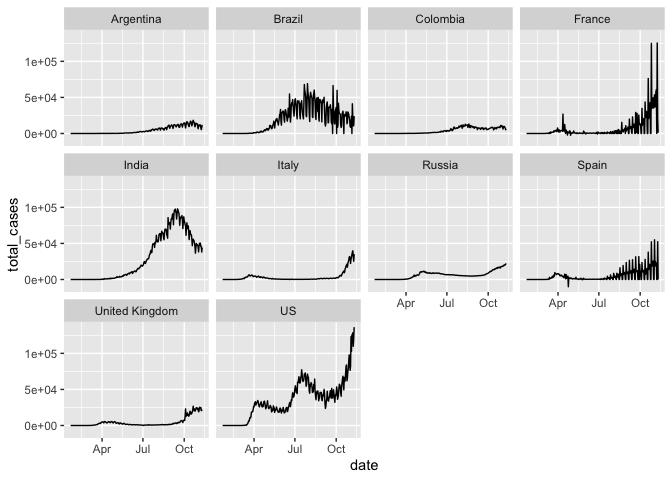 Argentina Brazil Colombia France
1e+05
5e+04
0e+00
India Italy Russia Spain
1e+05
5e+04
0e+00
Apr Jul Oct Apr Jul Oct
United Kingdom US
1e+05
5e+04
0e+00
Apr Jul Oct Apr Jul Oct
date
total_cases